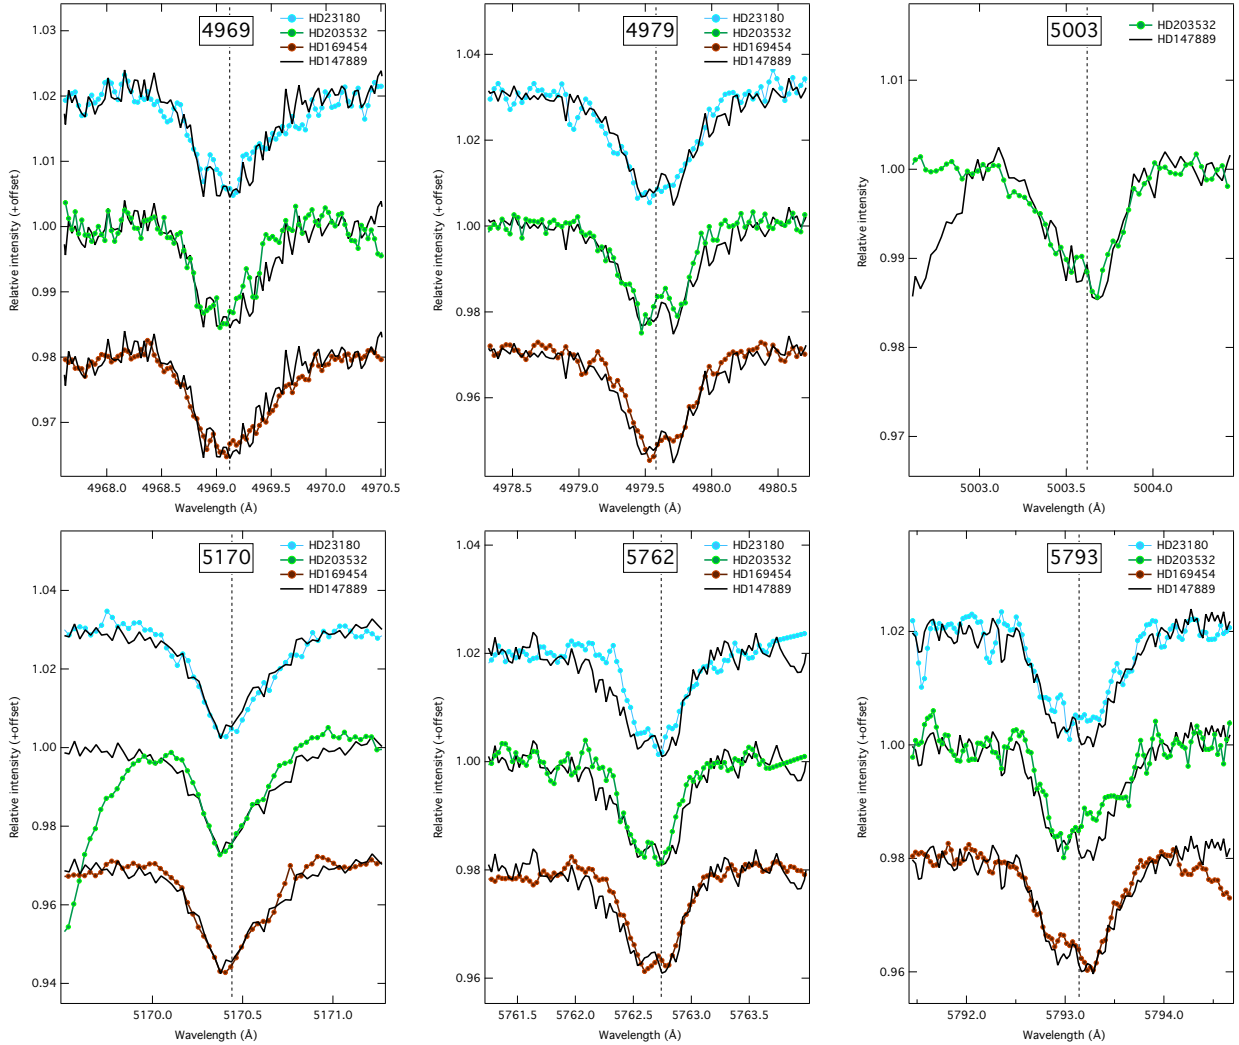 4969
HD23180
HD203532
HD169454
HD147889
1.03
1.02
1.01
1.00
0.99
0.98
0.97
Relative intensity (+offset)
4968.0 4968.5 4969.0 4969.5 4970.0 4970.5
Wavelength (Å)
4979
HD23180
HD203532
HD169454
HD147889
1.04
1.02
1.00
0.98
0.96
Relative intensity (+offset)
4978.5 4979.0 4979.5 4980.0 4980.5
Wavelength (Å)
5003
HD203532
HD147889
1.01
1.00
0.99
0.98
0.97
Relative intensity
5003.0 5003.5 5004.0
Wavelength (Å)
5170
HD23180
HD203532
HD169454
HD147889
1.04
1.02
1.00
0.98
0.96
0.94
Relative intensity (+offset)
5170.0 5170.5 5171.0
Wavelength (Å)
5762
HD23180
HD203532
HD169454
HD147889
1.04
1.02
1.00
0.98
0.96
Relative intensity (+offset)
5761.5 5762.0 5762.5 5763.0 5763.5
Wavelength (Å)
5793
HD23180
HD203532
HD169454
HD147889
1.02
1.00
0.98
0.96
Relative intensity (+offset)
5792.0 5793.0 5794.0
Wavelength (Å)